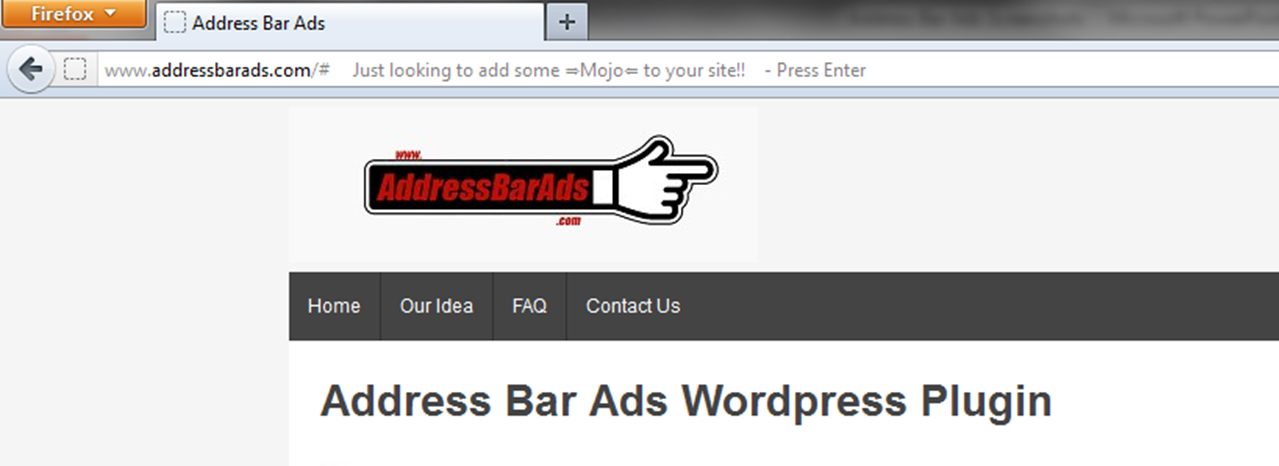 Firefox
Address Bar Ads
www.addressbarads.com/#    Just looking to add some ⇒Mojo⇐ to your site!!    - Press Enter
www.
AddressBarAds
.com
Home Our Idea FAQ Contact Us
Address Bar Ads Wordpress Plugin